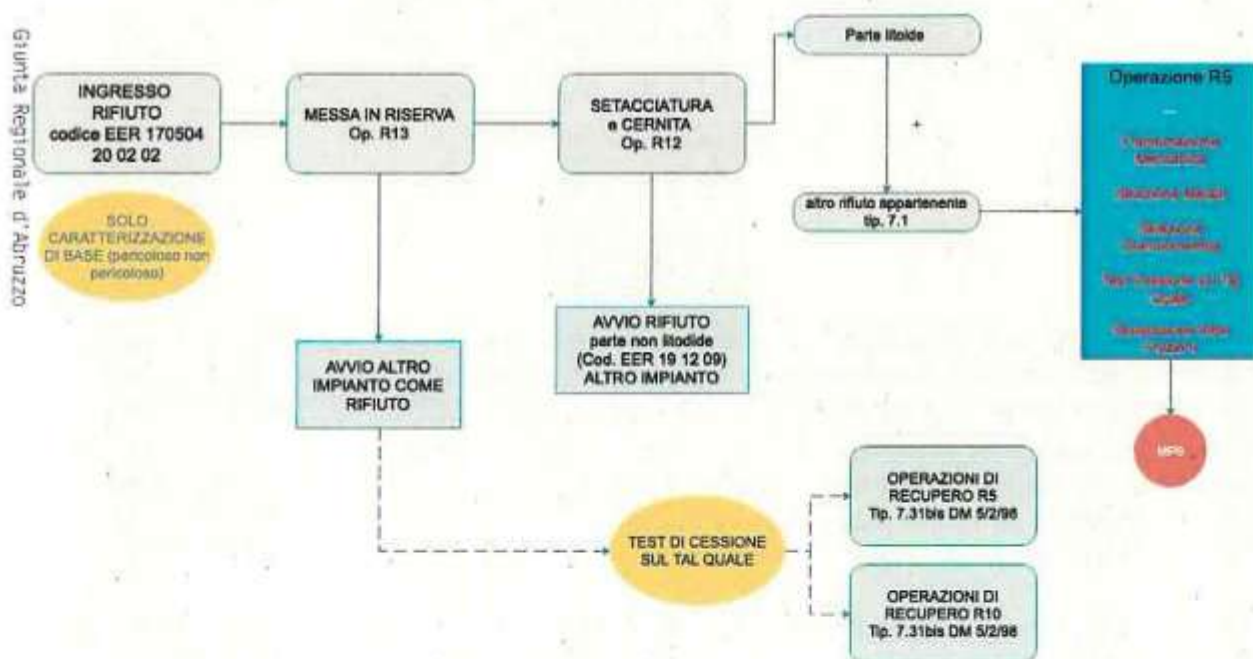 Giunta Regionale d'Abruzzo
INGRESSO
RIFIUTO
codice EER 170504
20 02 02
SOLO
CARATTERIZZAZIONE
DI BASE (pericoloso non
pericoloso)
MESSA IN RISERVA
Op. R13
AVVIO ALTRO
IMPIANTO COME
RIFIUTO
SETACCIATURA
e CERNITA
Op. R12
AVVIO RIFIUTO
parte non litodide
(Cod. EER 19 12 09)
ALTRO IMPIANTO
Parte litoide
+
altro rifiuto appartenente
tip. 7.1
Operazione R5
MPS
TEST DI CESSIONE
SUL TAL QUALE
OPERAZIONI DI
RECUPERO R5
Tip. 7.31bis DM 5/2/98
OPERAZIONI DI
RECUPERO R10
Tip. 7.31bis DM 5/2/98